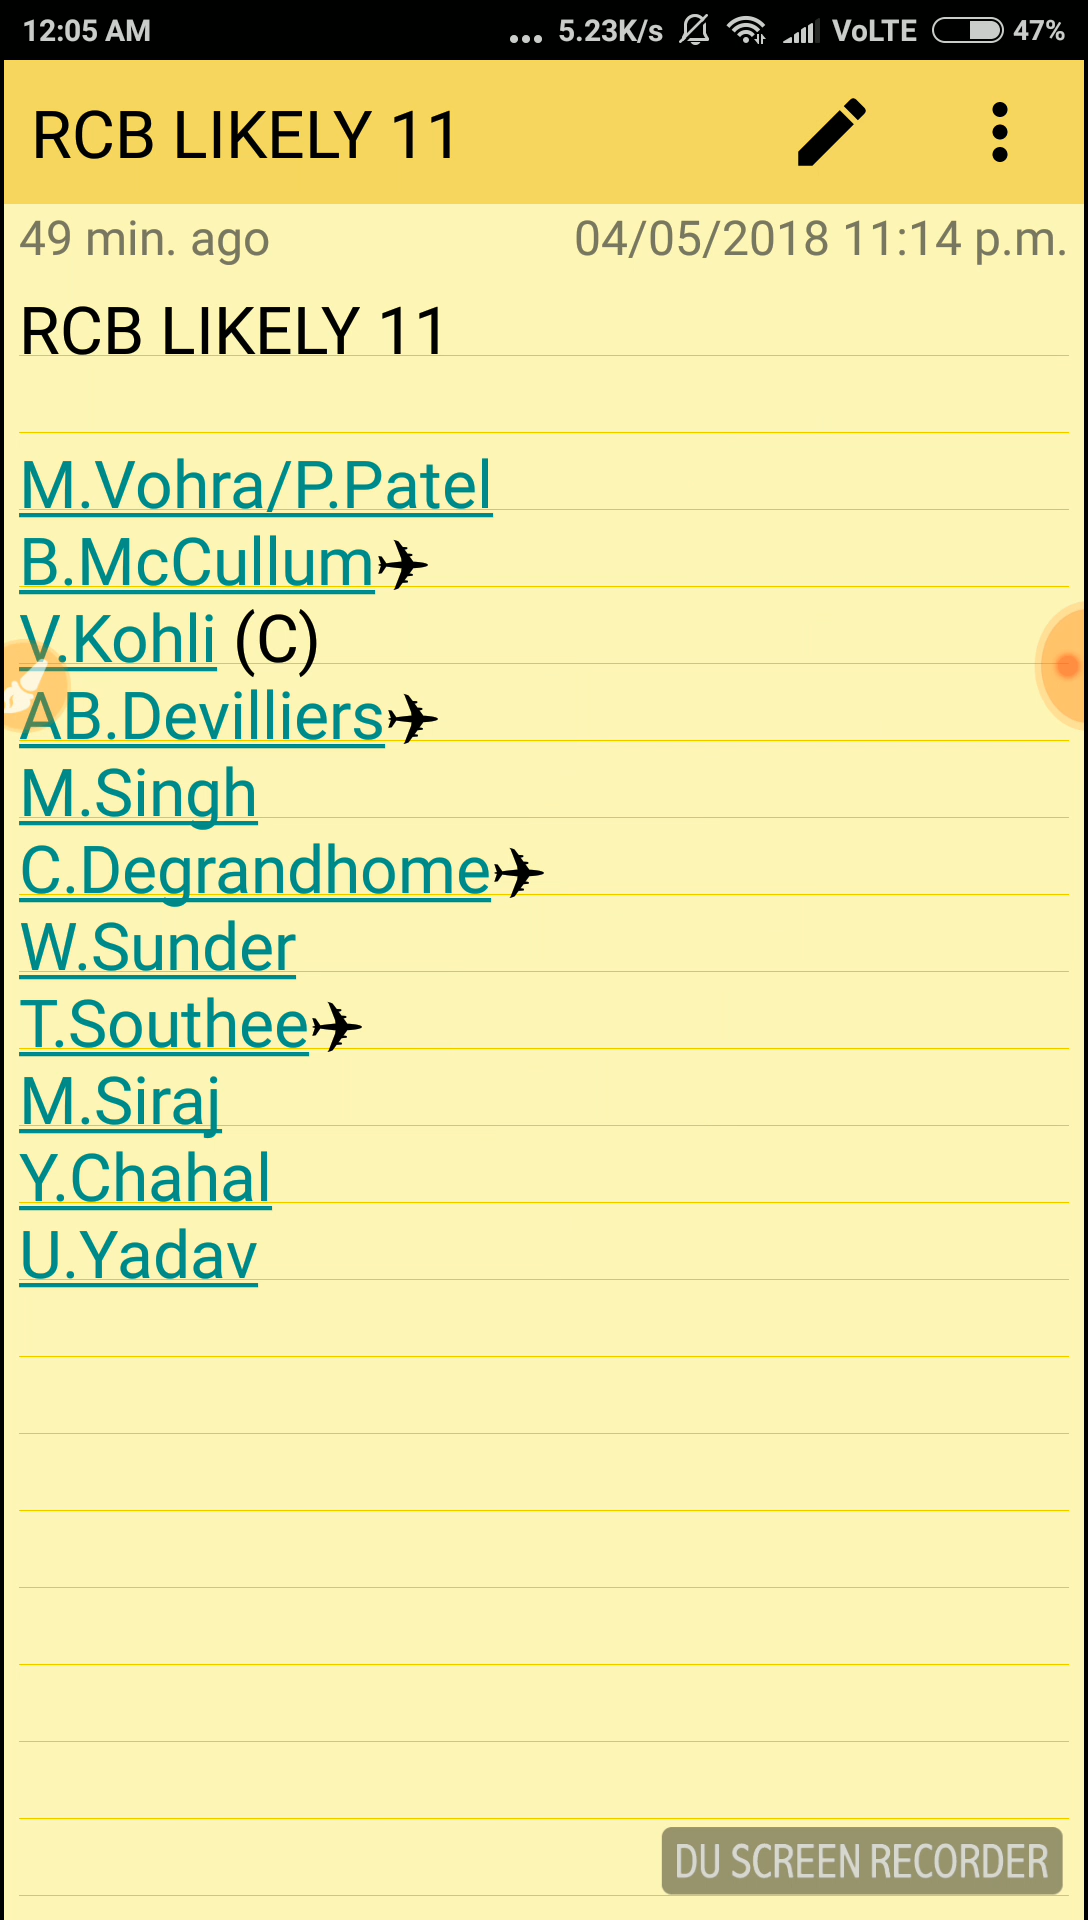 12:05 AM ... 5.23K/s VoLTE 47%
RCB LIKELY 11
49 min. ago 04/05/2018 11:14 p.m.
RCB LIKELY 11
M.Vohra/P.Patel
B.McCullum✈
V.Kohli (C)
AB.Devilliers✈
M.Singh
C.Degrandhome✈
W.Sunder
T.Southee✈
M.Siraj
Y.Chahal
U.Yadav
DU SCREEN RECORDER